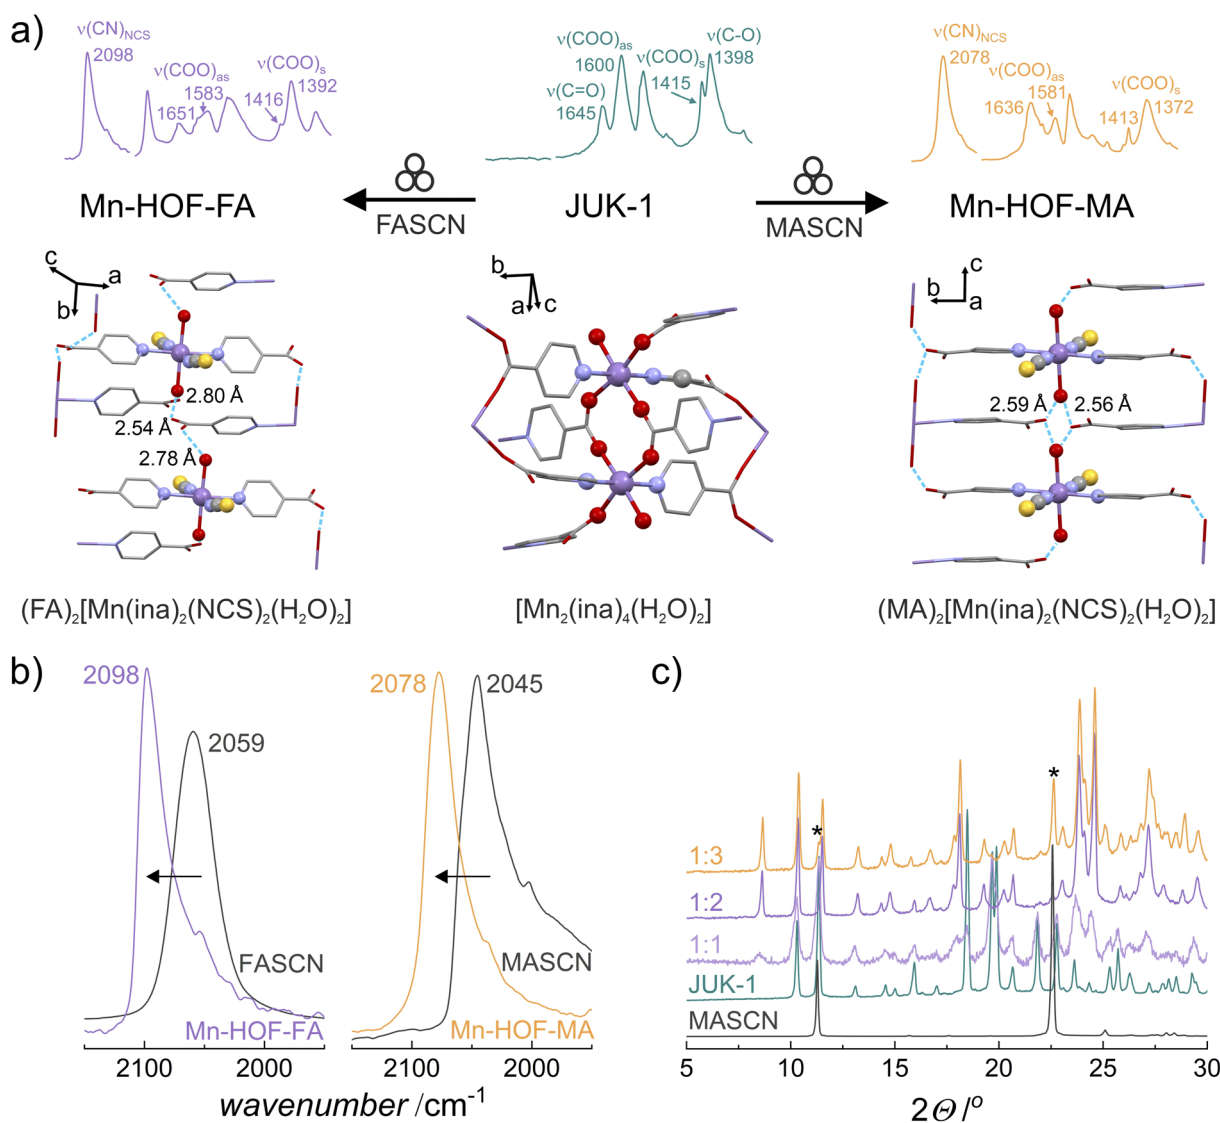 a)
ν(CN)NCS
2098
ν(COO)as
1583
1651
ν(COO)s
1392
1416
ν(COO)as
1600
ν(C=O)
1645
ν(COO)s
1415
ν(C-O)
1398
ν(CN)NCS
2078
ν(COO)as
1581
1636
ν(COO)s
1372
1413
Mn-HOF-FA
FASCN
JUK-1
MASCN
Mn-HOF-MA
c
a
b
2.80 Å
2.54 Å
2.78 Å
b
a
c
c
b
a
2.59 Å
2.56 Å
(FA)₂[Mn(ina)₂(NCS)₂(H₂O)₂]
[Mn₂(ina)₄(H₂O)₂]
(MA)₂[Mn(ina)₂(NCS)₂(H₂O)₂]
b)
2098
2059
FASCN
Mn-HOF-FA
2078
2045
MASCN
Mn-HOF-MA
2100 2000 2100 2000
wavenumber /cm⁻¹
c)
*
*
1:3
1:2
1:1
JUK-1
MASCN
5 10 15 20 25 30
2Θ /°